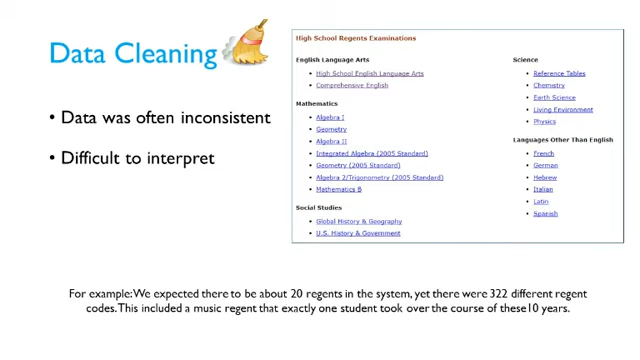 Data Cleaning
• Data was often inconsistent
• Difficult to interpret
High School Regents Examinations
English Language Arts
• High School English Language Arts
• Comprehensive English
Mathematics
• Algebra I
• Geometry
• Algebra II
• Integrated Algebra (2005 Standard)
• Geometry (2005 Standard)
• Algebra 2/Trigonometry (2005 Standard)
• Mathematics B
Social Studies
• Global History & Geography
• U.S. History & Government
Science
• Reference Tables
• Chemistry
• Earth Science
• Living Environment
• Physics
Languages Other Than English
• French
• German
• Hebrew
• Italian
• Latin
• Spanish
For example: We expected there to be about 20 regents in the system, yet there were 322 different regent
codes. This included a music regent that exactly one student took over the course of these10 years.